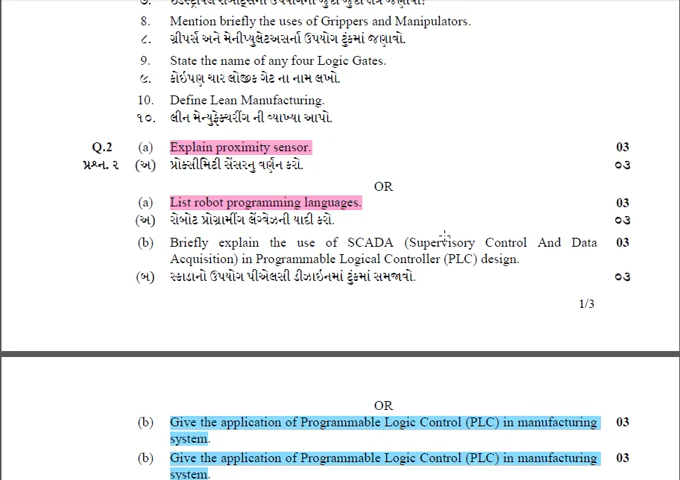 8. Mention briefly the uses of Grippers and Manipulators.
૮. ગ્રીપર્સ અને મેનીપ્યુલેટઅસર્ના ઉપયોગ ટુંકમાં જણાવો.
9. State the name of any four Logic Gates.
૯. કોઇપણ ચાર લોજીક ગેટ ના નામ લખો.
10. Define Lean Manufacturing.
૧૦. લીન મેન્યુફ્રેક્ચરીંગ ની વ્યાખ્યા આપો.
Q.2 (a) Explain proximity sensor. 03
પ્રશ્ન. ૨ (અ) પ્રોક્સીમિટી સેંસરનુ વર્ણન કરો. ૦૩
OR
(a) List robot programming languages. 03
(અ) રોબોટ પ્રોગ્રામીંગ લેંગ્વેઝની યાદી કરો. ૦૩
(b) Briefly explain the use of SCADA (Supervisory Control And Data 03
Acquisition) in Programmable Logical Controller (PLC) design.
(બ) સ્કાડાનો ઉપયોગ પીએલસી ડીઝાઇનમાં ટુંકમાં સમજાવો. ૦૩
1/3
OR
(b) Give the application of Programmable Logic Control (PLC) in manufacturing 03
system.
(b) Give the application of Programmable Logic Control (PLC) in manufacturing 03
system.